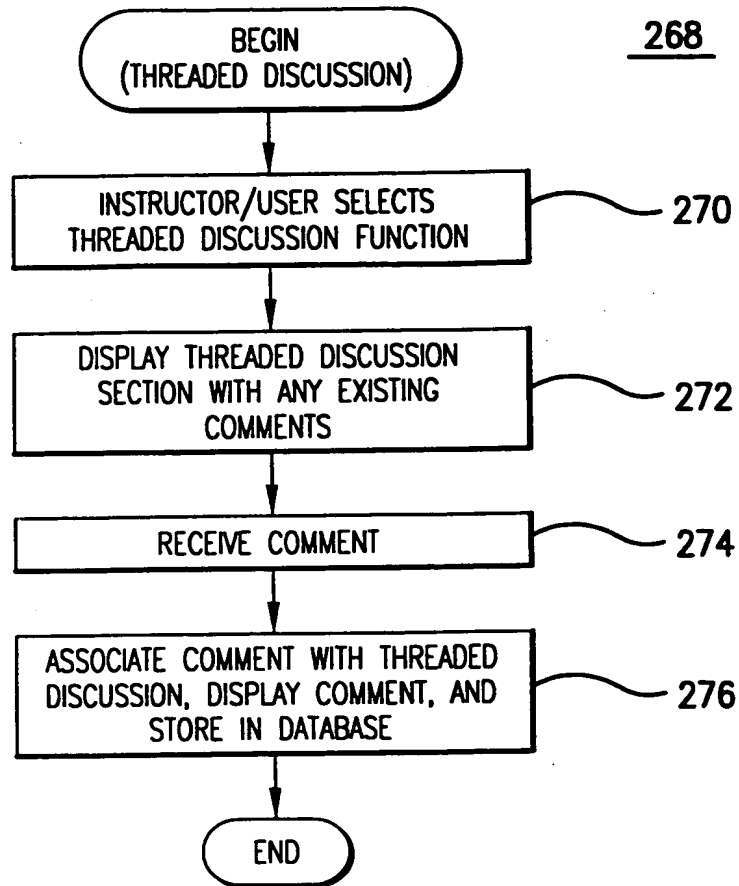 BEGIN
(THREADED DISCUSSION)
268
INSTRUCTOR/USER SELECTS
THREADED DISCUSSION FUNCTION
270
DISPLAY THREADED DISCUSSION
SECTION WITH ANY EXISTING
COMMENTS
272
RECEIVE COMMENT
274
ASSOCIATE COMMENT WITH THREADED
DISCUSSION, DISPLAY COMMENT, AND
STORE IN DATABASE
276
END